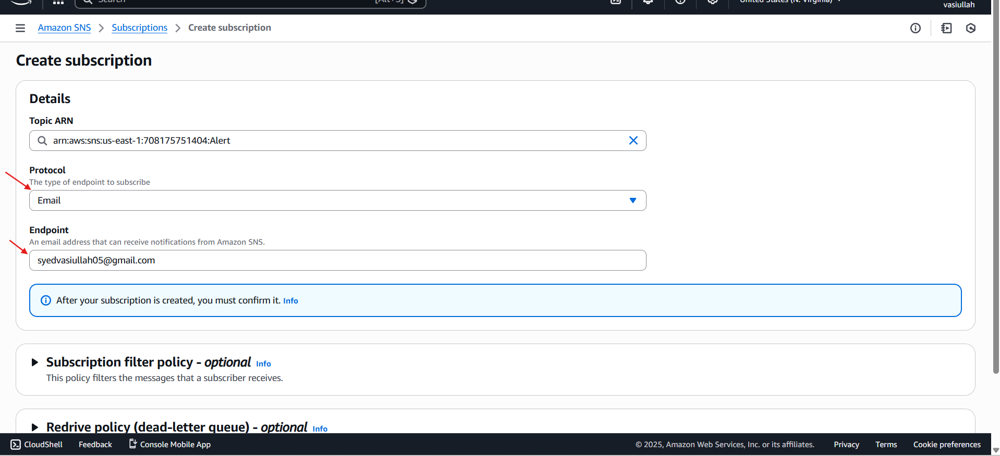 Search [Alt+S] United States (N. Virginia)
vasiullah
Amazon SNS Subscriptions Create subscription
Create subscription
Details
Topic ARN
arn:aws:sns:us-east-1:708175751404:Alert
Protocol
The type of endpoint to subscribe
Email
Endpoint
An email address that can receive notifications from Amazon SNS.
syedvasiullah05@gmail.com
After your subscription is created, you must confirm it. Info
Subscription filter policy - optional Info
This policy filters the messages that a subscriber receives.
Redrive policy (dead-letter queue) - optional Info
CloudShell Feedback Console Mobile App © 2025, Amazon Web Services, Inc. or its affiliates. Privacy Terms Cookie preferences